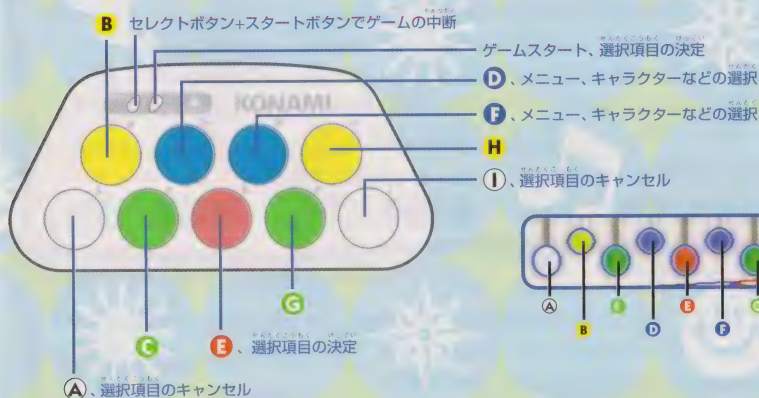 B セレクトボタン+スタートボタンでゲームの中断
ゲームスタート、選択項目の決定
D、メニュー、キャラクターなどの選択
F、メニュー、キャラクターなどの選択
KONAMI
H
I、選択項目のキャンセル
G
C
E、選択項目の決定
A、選択項目のキャンセル
A
B
D
E
F